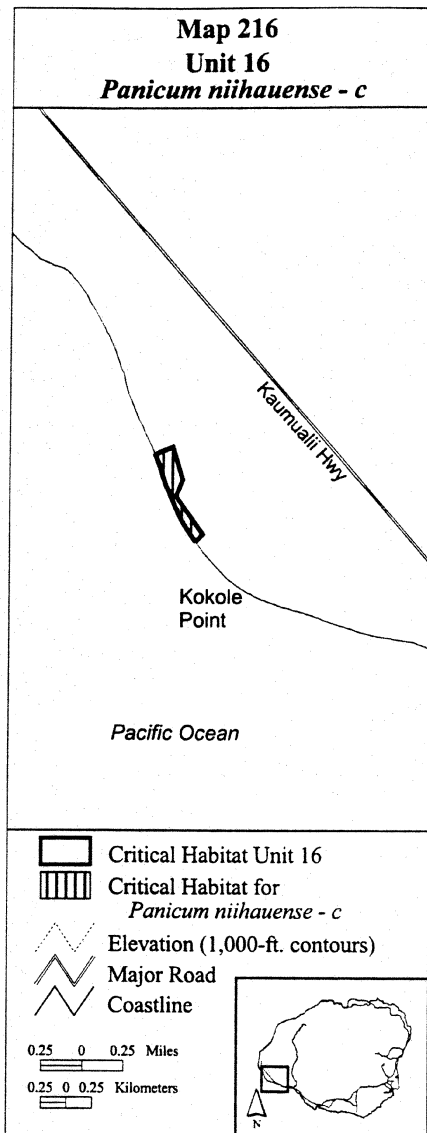 Map 216
Unit 16
Panicum niihauense - c
Kaumualii Hwy
Kokole
Point
Pacific Ocean
Critical Habitat Unit 16
Critical Habitat for
Panicum niihauense - c
Elevation (1,000-ft. contours)
Major Road
Coastline
0.25 0 0.25 Miles
0.25 0 0.25 Kilometers
N